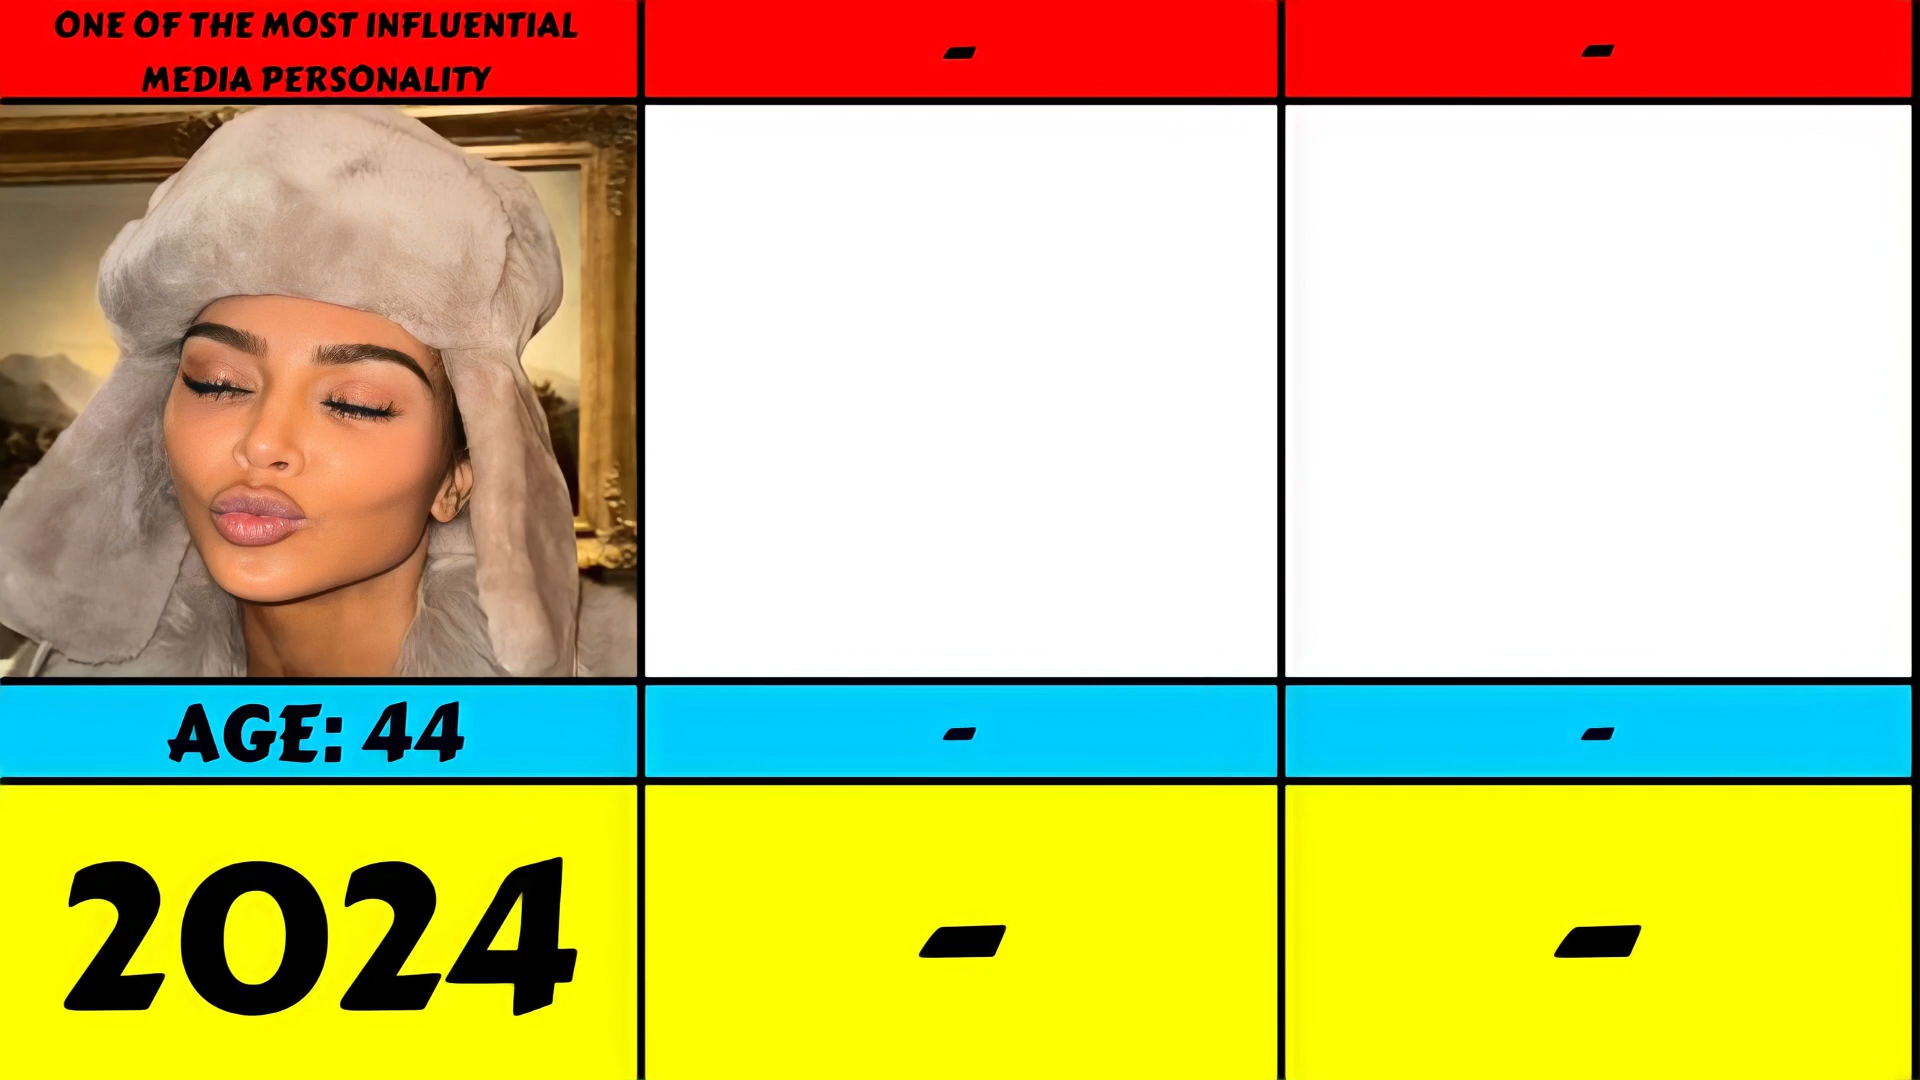 ONE OF THE MOST INFLUENTIAL
MEDIA PERSONALITY
-
-
AGE: 44
-
-
2024
-
-